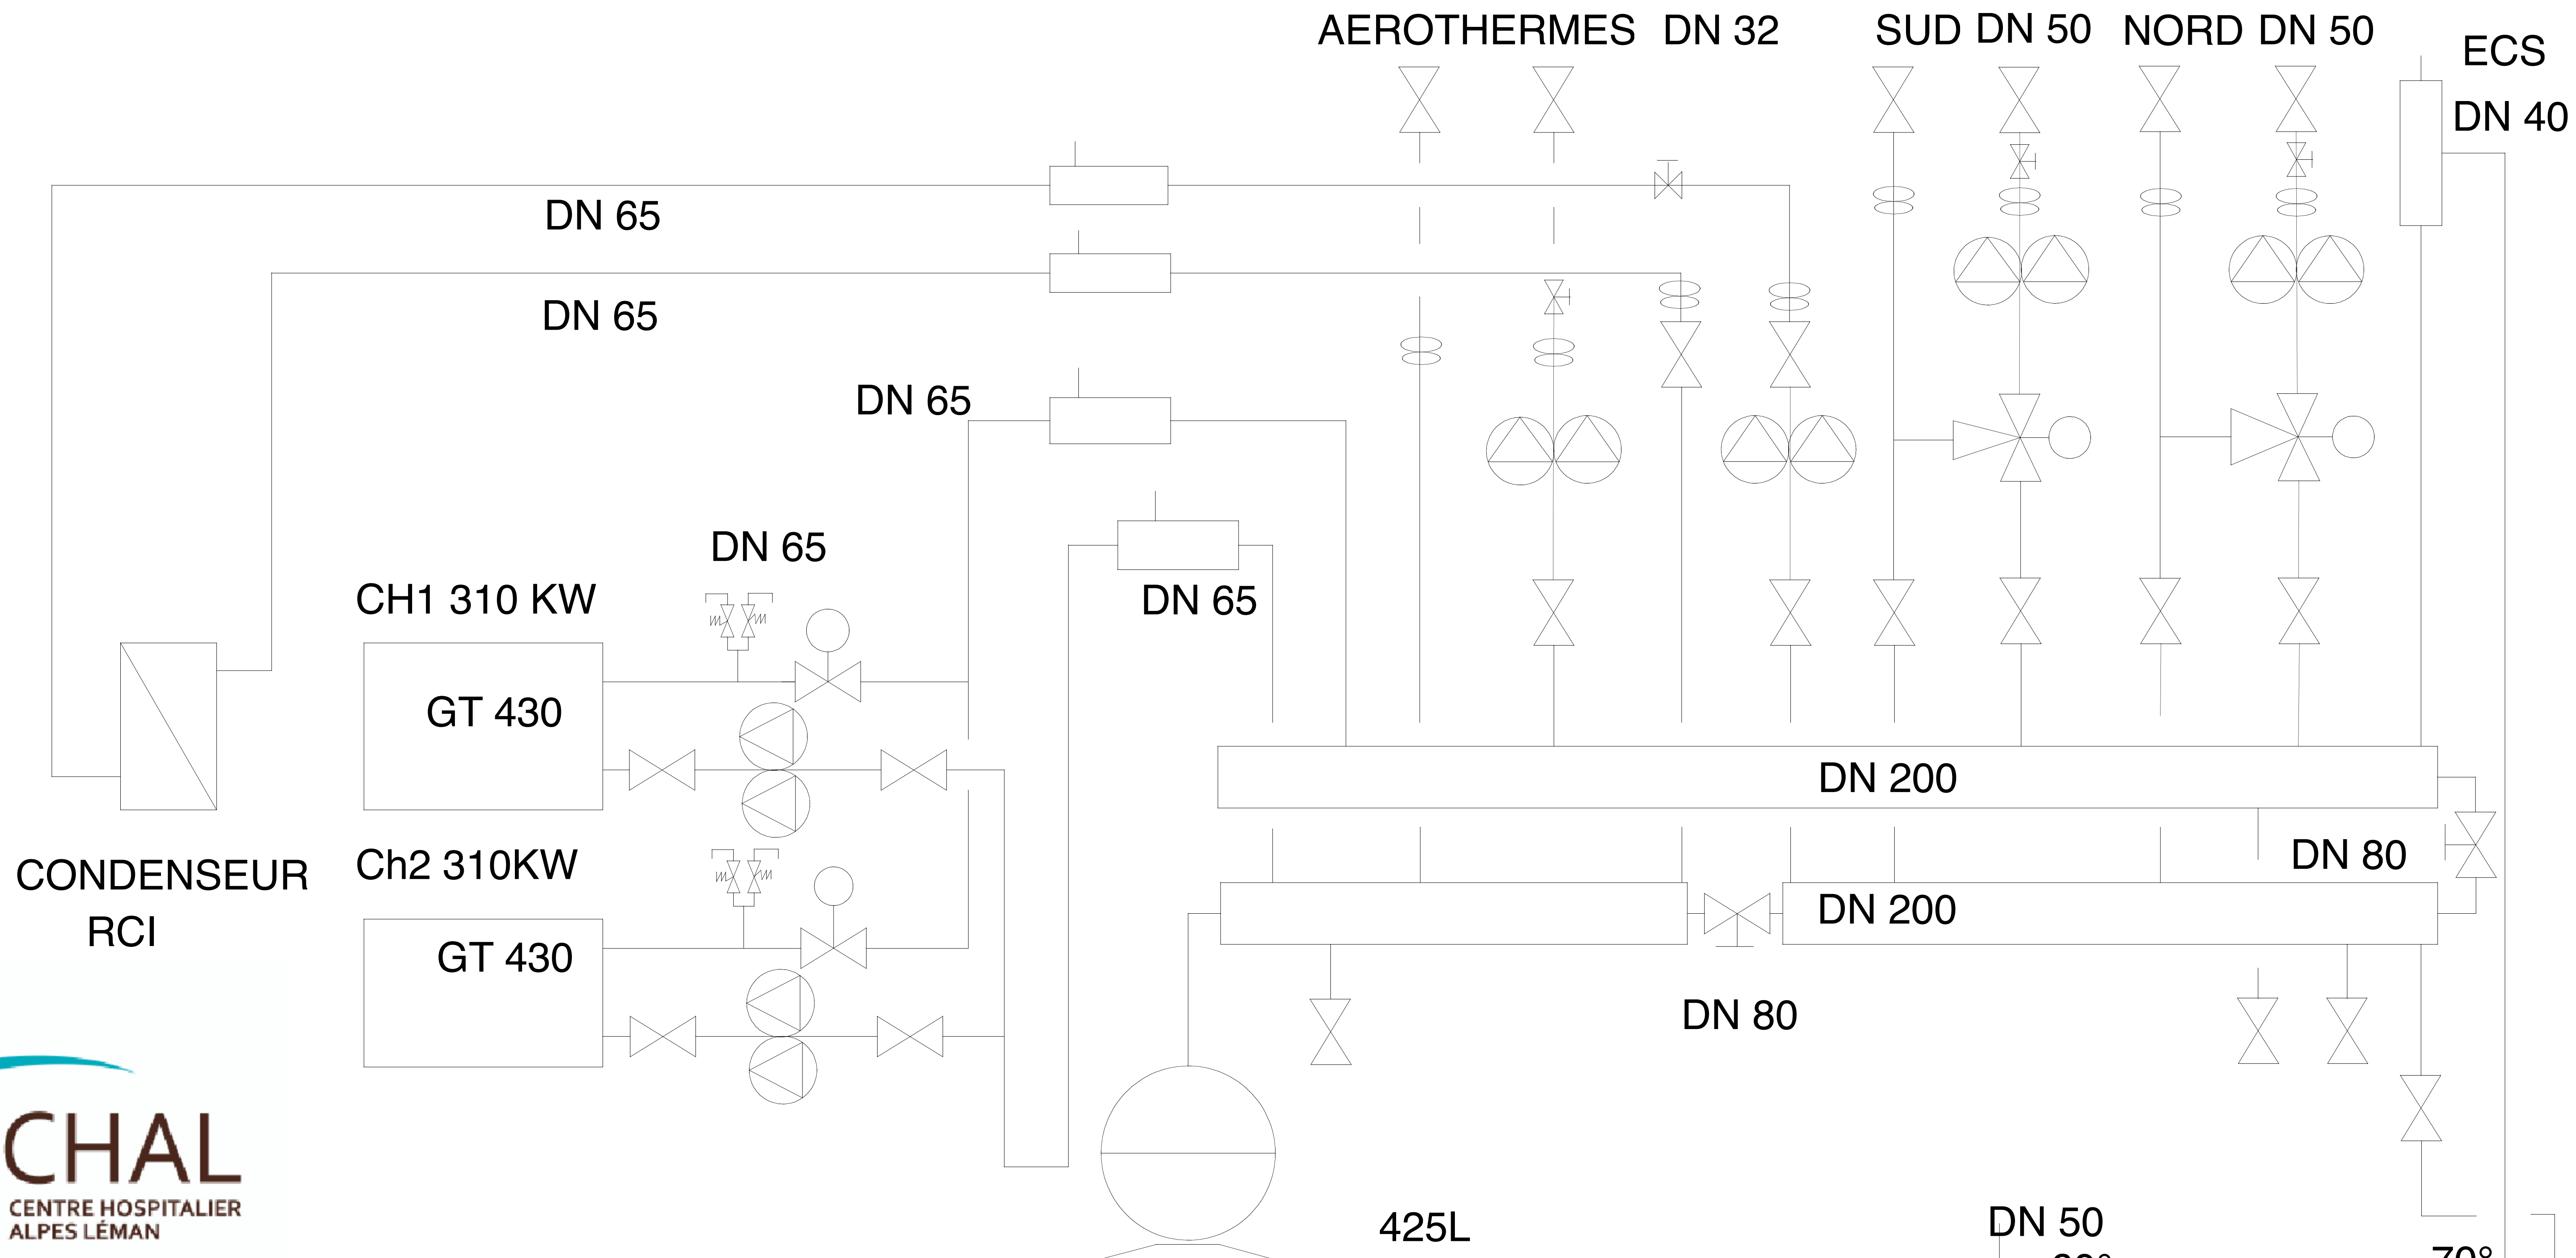 AEROTHERMES DN 32
SUD DN 50
NORD DN 50
ECS
DN 40
DN 65
DN 65
DN 65
DN 65
DN 65
CH1 310 KW
GT 430
DN 200
CONDENSEUR
RCI
Ch2 310KW
GT 430
DN 80
DN 200
DN 80
CHAL
CENTRE HOSPITALIER
ALPES LÉMAN
425L
DN 50
70°